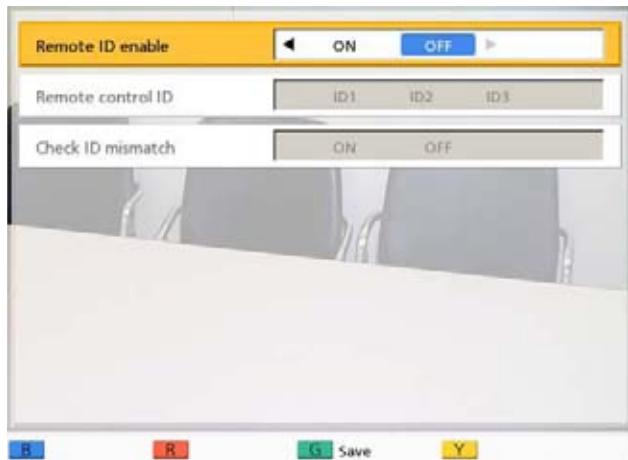 Remote ID enable ◀ ON OFF ▶
Remote control ID ID1 ID2 ID3
Check ID mismatch ON OFF
B R G Save Y